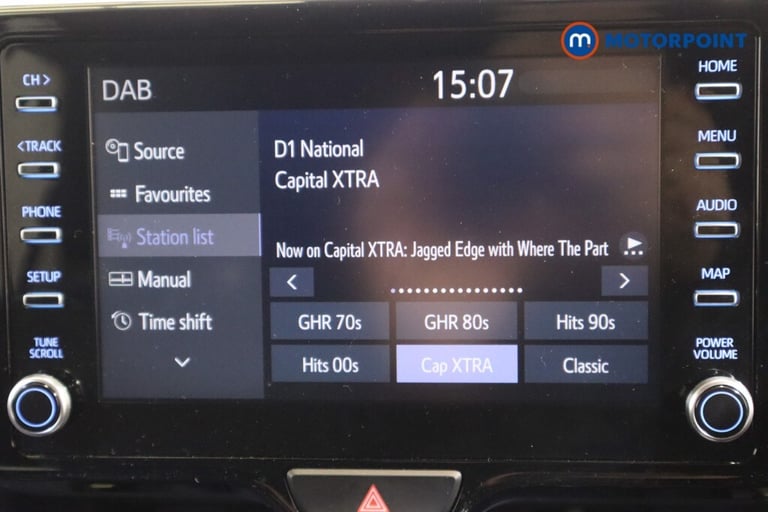 m MOTORPOINT
CH >
<TRACK
PHONE
SETUP
TUNE
SCROLL
DAB
15:07
Source
Favourites
Station list
Manual
Time shift
D1 National
Capital XTRA
Now on Capital XTRA: Jagged Edge with Where The Part
GHR 70s
GHR 80s
Hits 90s
Hits 00s
Cap XTRA
Classic
HOME
MENU
AUDIO
MAP
POWER
VOLUME